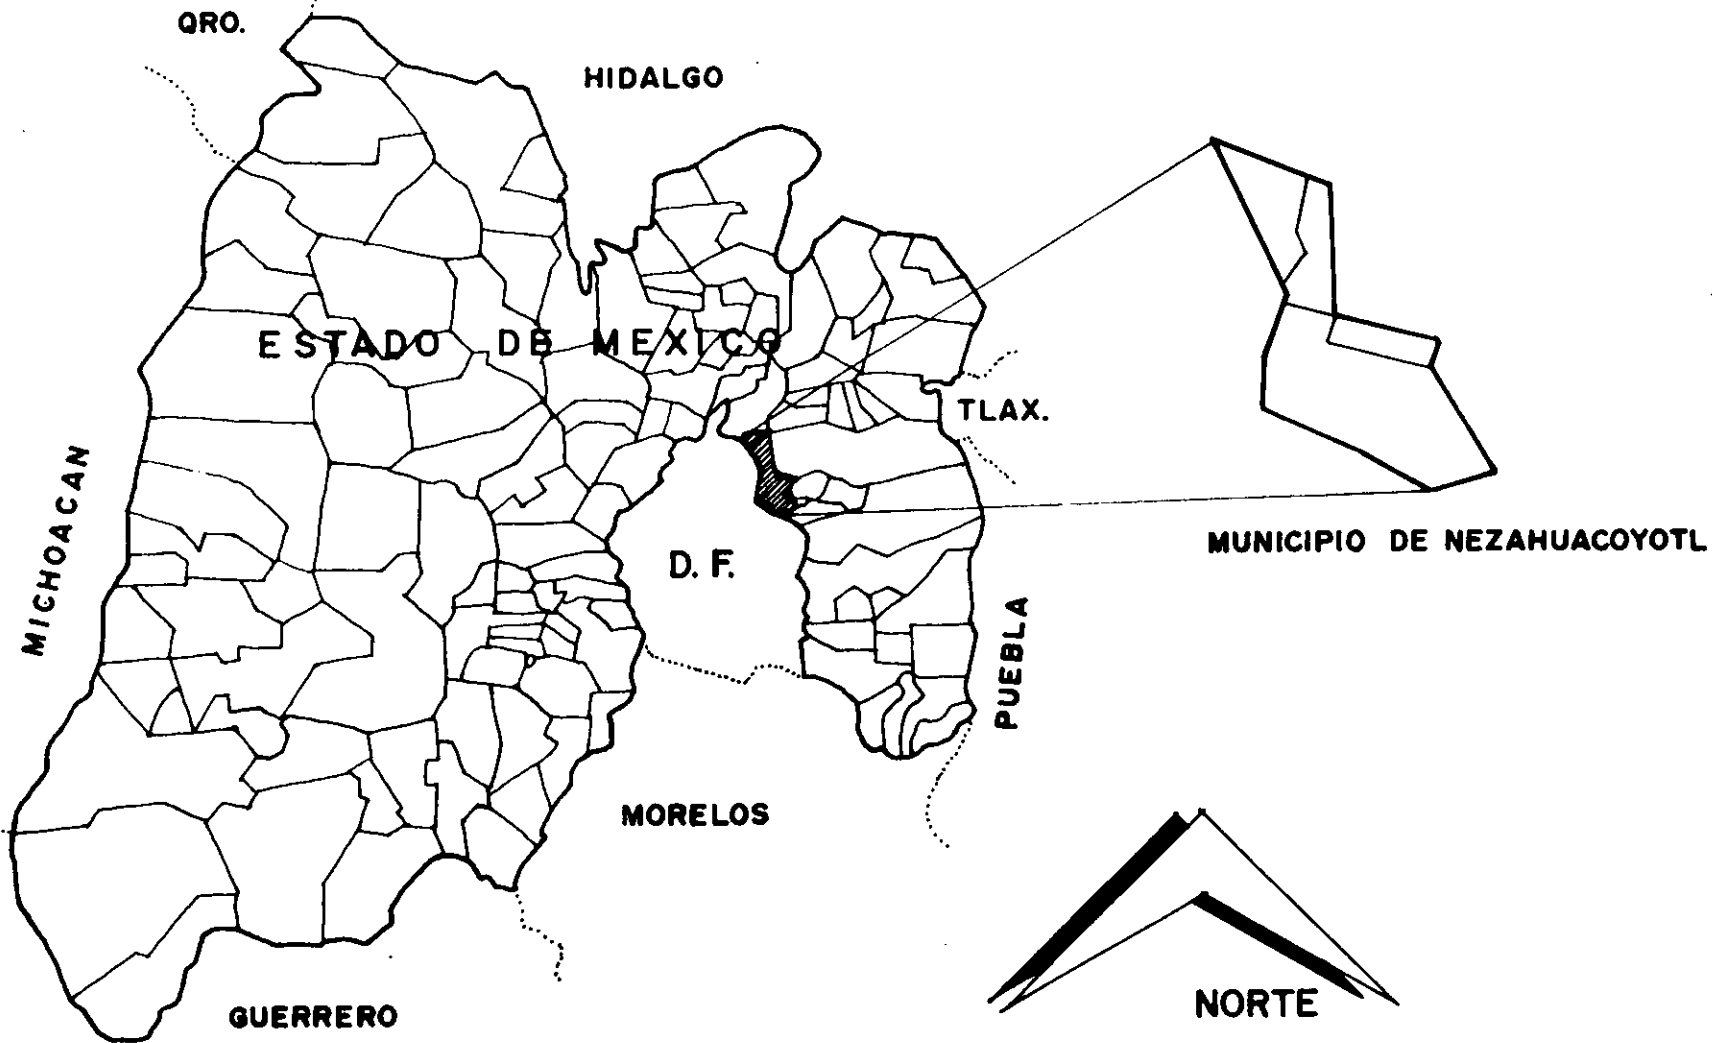 QRO.
HIDALGO
ESTADO DE MEXICO
TLAX.
MICHOACAN
MUNICIPIO DE NEZAHUACOYOTL
D. F.
PUEBLA
MORELOS
NORTE
GUERRERO